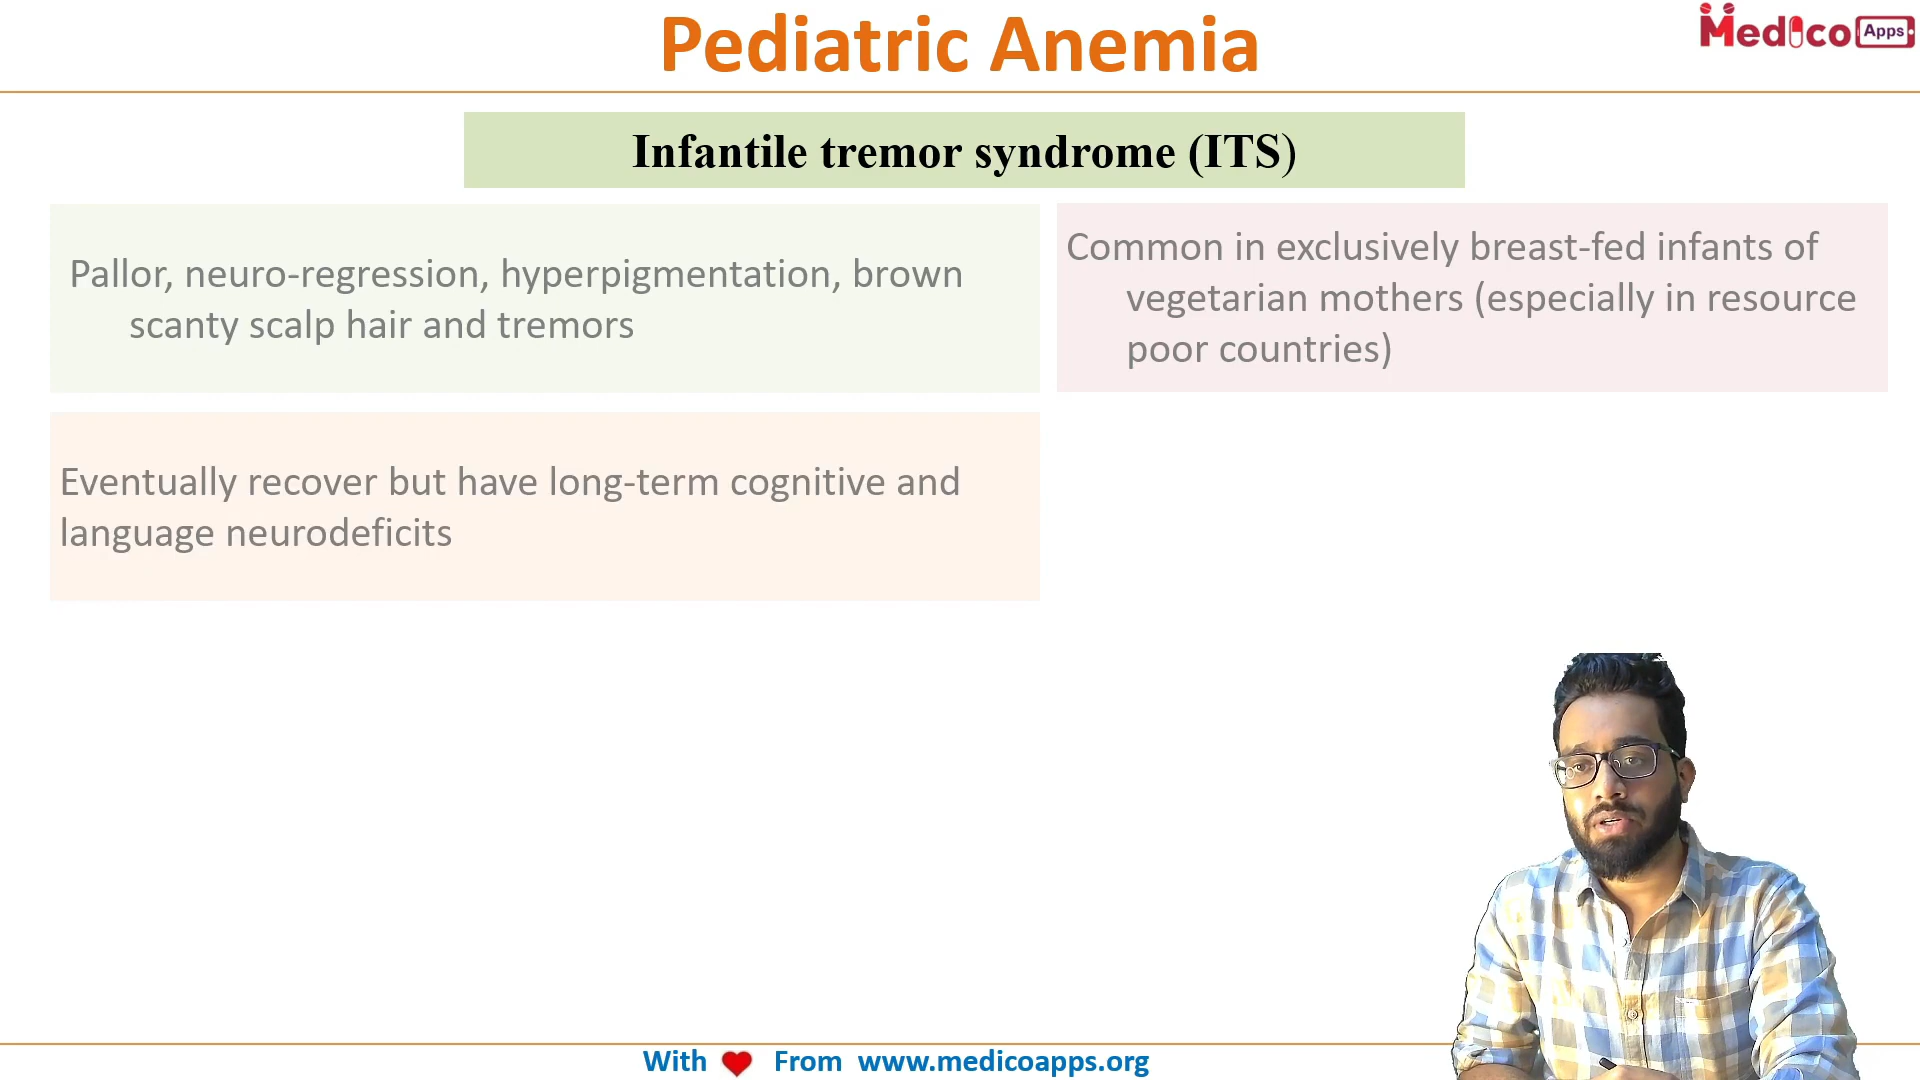 Pediatric Anemia
Medico Apps
Infantile tremor syndrome (ITS)
Pallor, neuro-regression, hyperpigmentation, brown
scanty scalp hair and tremors
Common in exclusively breast-fed infants of
vegetarian mothers (especially in resource
poor countries)
Eventually recover but have long-term cognitive and
language neurodeficits
With ❤ From www.medicoapps.org